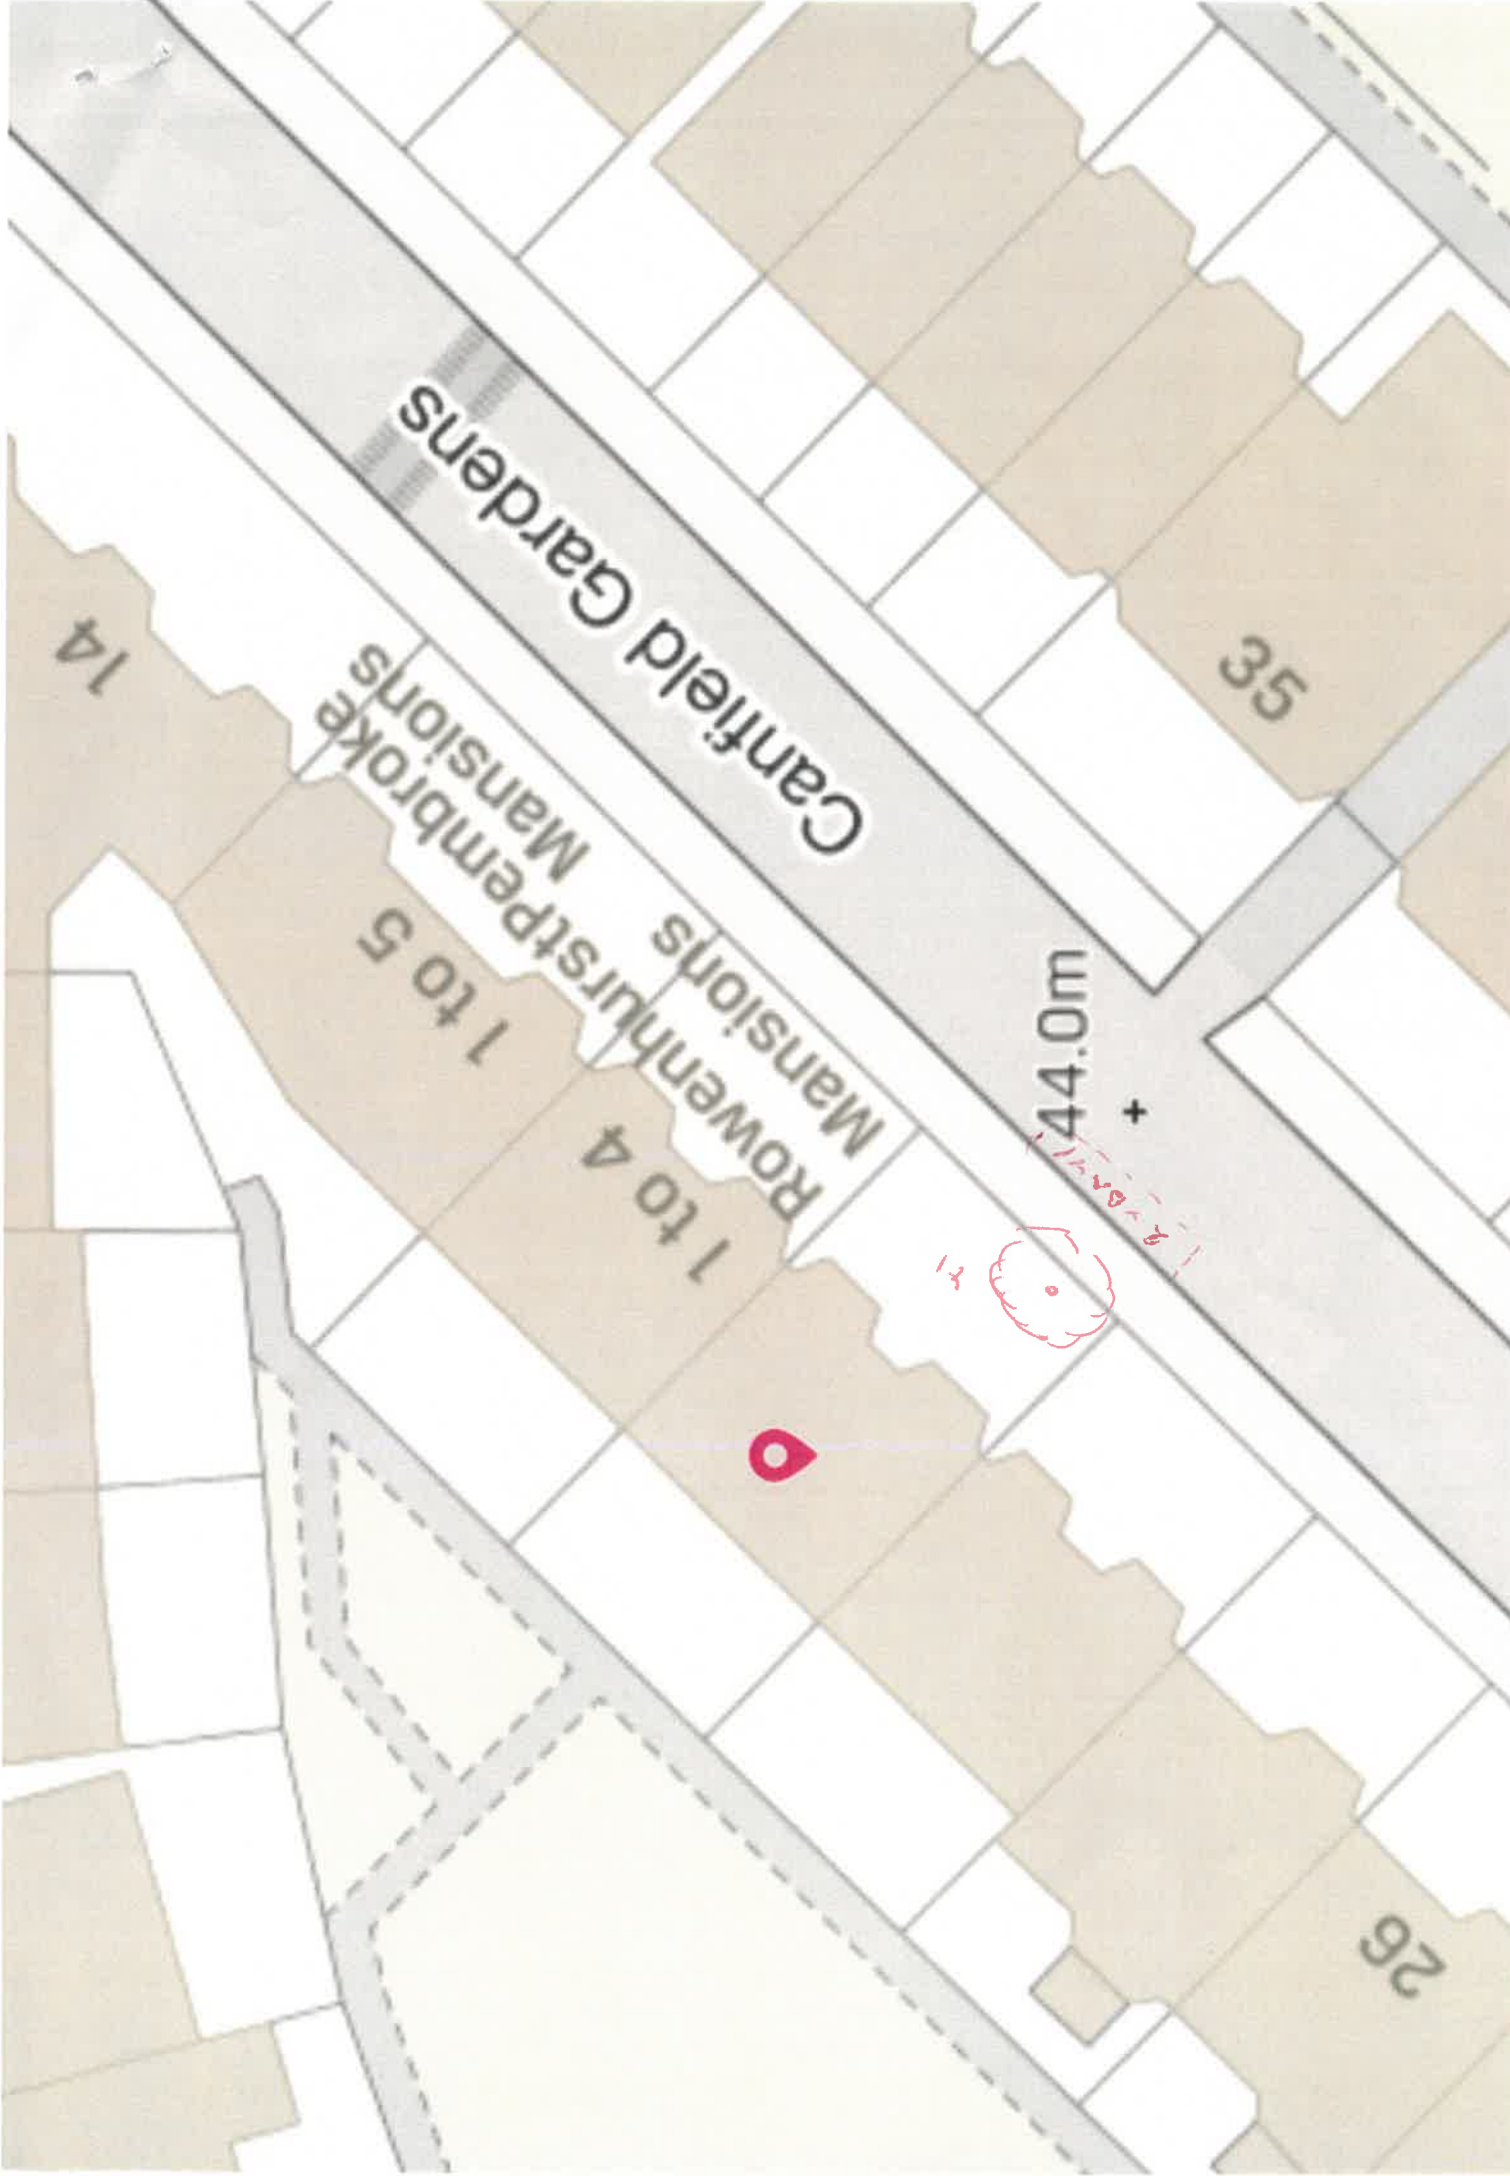 Canfield Gardens
35
14
Pembroke
Mansions
1 to 5
Rowenhurst
Mansions
1 to 4
44.0m
26